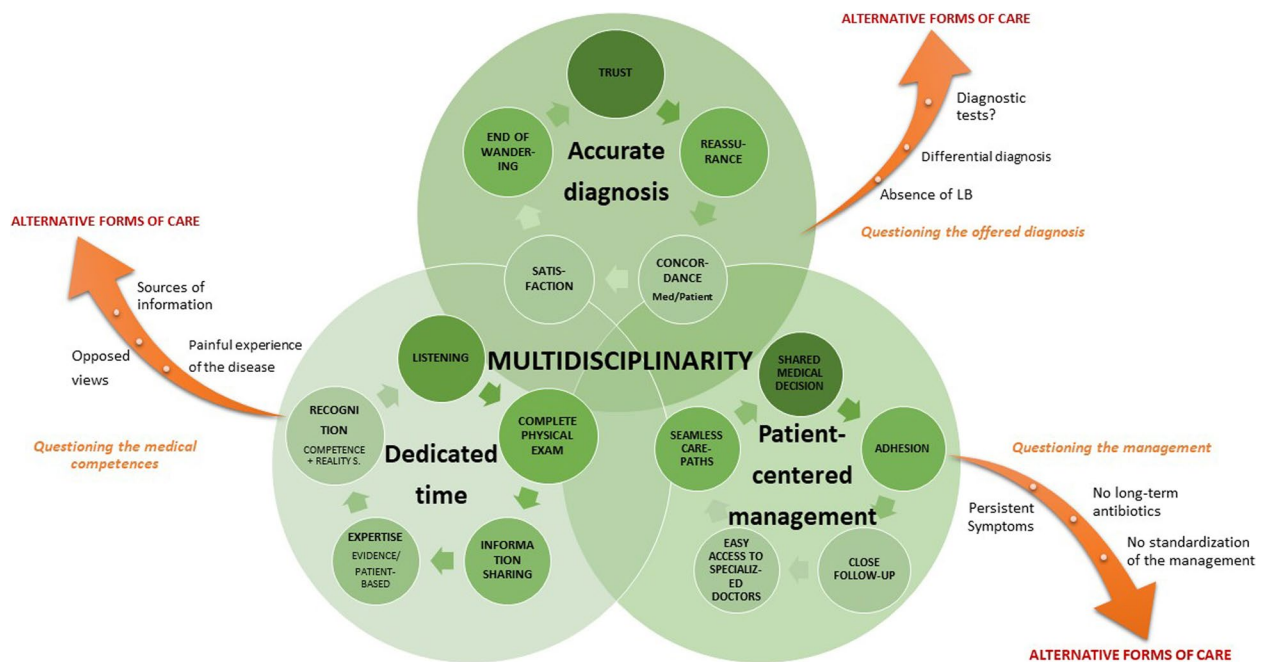 ALTERNATIVE FORMS OF CARE
Diagnostic
tests?
Differential diagnosis
Absence of LB
Questioning the offered diagnosis
TRUST
REASSU-
RANCE
CONCOR-
DANCE
Med/Patient
SATIS-
FACTION
END OF
WANDER-
ING
Accurate
diagnosis
ALTERNATIVE FORMS OF CARE
Sources of
information
Opposed
views
Painful experience
of the disease
Questioning the medical
competences
MULTIDISCIPLINARITY
LISTENING
COMPLETE
PHYSICAL
EXAM
INFORMA
TION
SHARING
EXPERTISE
EVIDENCE/
PATIENT-
BASED
RECOGNI
TION
COMPETENCE
+ REALITY S.
Dedicated
time
SHARED
MEDICAL
DECISION
ADHESION
CLOSE
FOLLOW-UP
EASY
ACCESS TO
SPECIALIZ-
ED
DOCTORS
SEAMLESS
CARE-
PATHS
Patient-
centered
management
Questioning the management
Persistent
Symptoms
No long-term
antibiotics
No standardization
of the management
ALTERNATIVE FORMS OF CARE